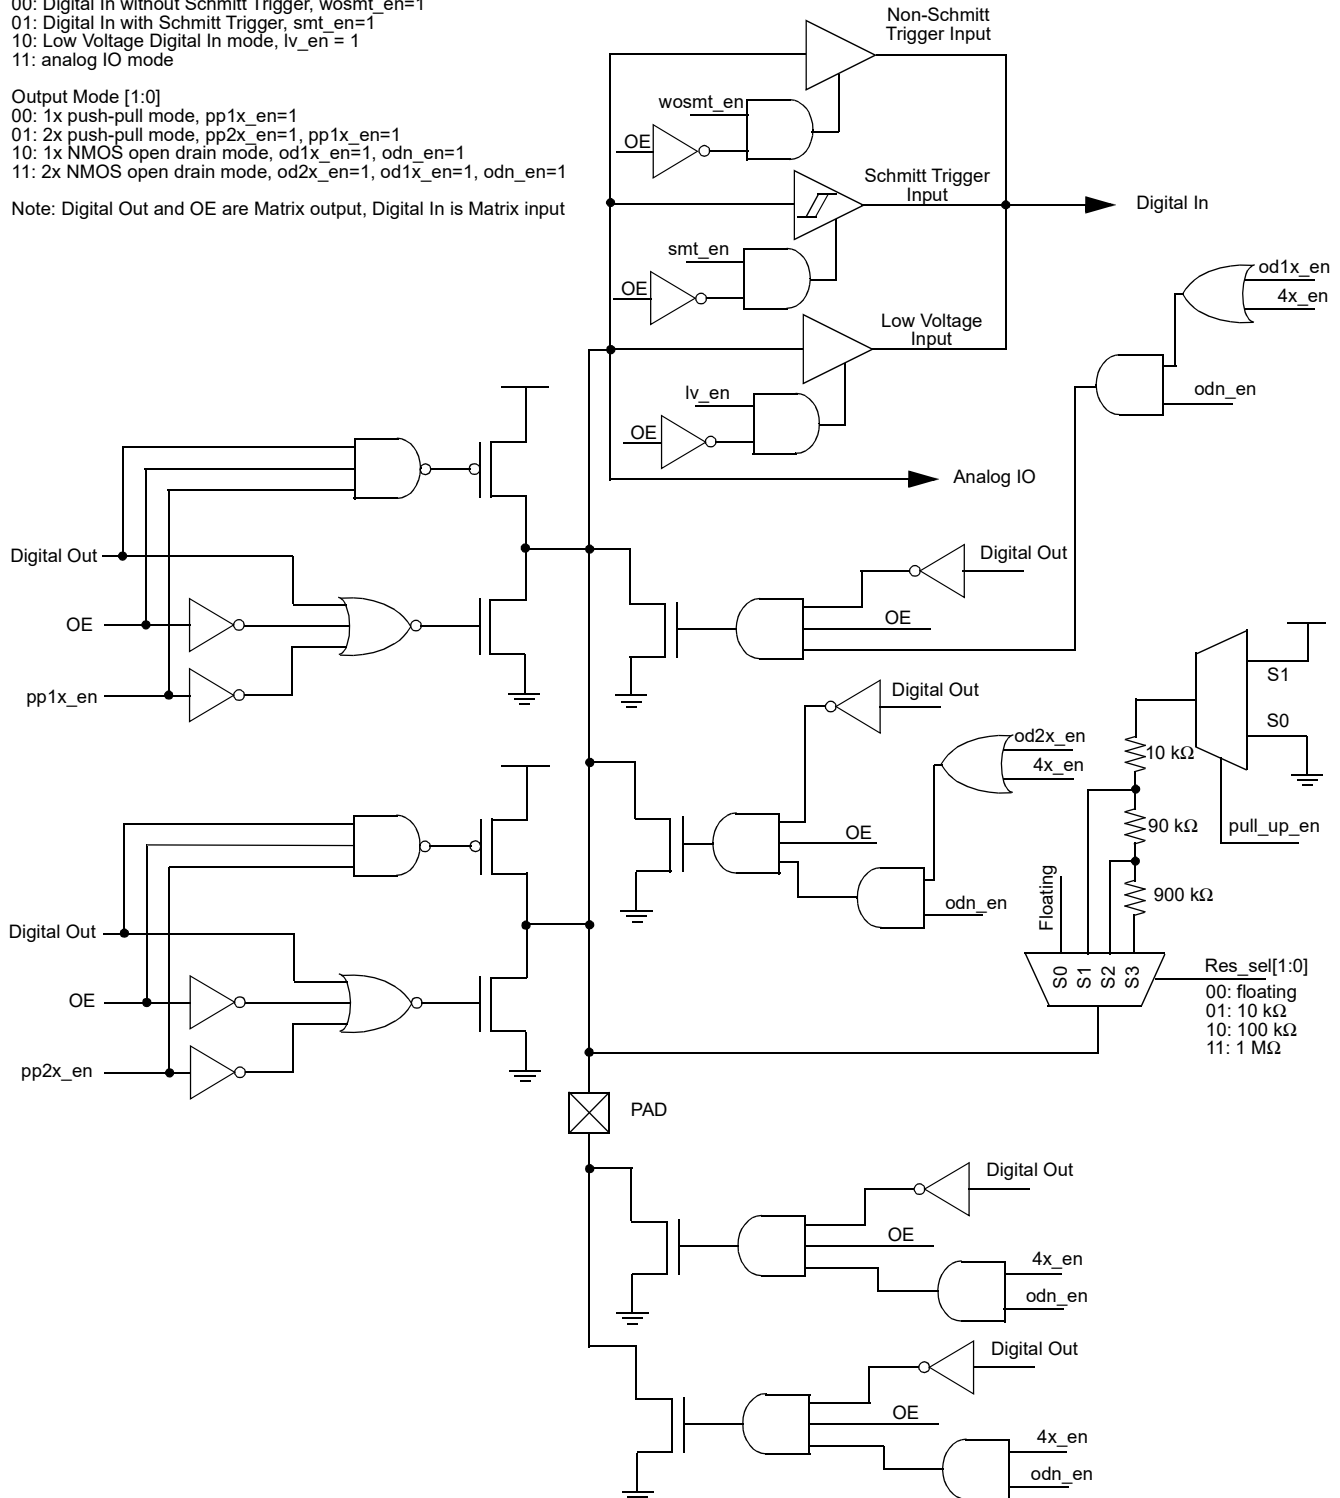 00: Digital In without Schmitt Trigger, wosmt_en=1
01: Digital In with Schmitt Trigger, smt_en=1
10: Low Voltage Digital In mode, lv_en = 1
11: analog IO mode
Output Mode [1:0]
00: 1x push-pull mode, pp1x_en=1
01: 2x push-pull mode, pp2x_en=1, pp1x_en=1
10: 1x NMOS open drain mode, od1x_en=1, odn_en=1
11: 2x NMOS open drain mode, od2x_en=1, od1x_en=1, odn_en=1
Note: Digital Out and OE are Matrix output, Digital In is Matrix input
Non-Schmitt
Trigger Input
wosmt_en
OE
Schmitt Trigger
Input
Digital In
smt_en
OE
od1x_en
4x_en
Low Voltage
Input
lv_en
odn_en
OE
Analog IO
Digital Out
Digital Out
OE
OE
pp1x_en
S1
Digital Out
S0
od2x_en
4x_en
10 kΩ
90 kΩ
pull_up_en
OE
900 kΩ
odn_en
Floating
Digital Out
S0
S1
S2
S3
Res_sel[1:0]
00: floating
01: 10 kΩ
10: 100 kΩ
11: 1 MΩ
OE
pp2x_en
PAD
Digital Out
OE
4x_en
odn_en
Digital Out
OE
4x_en
odn_en